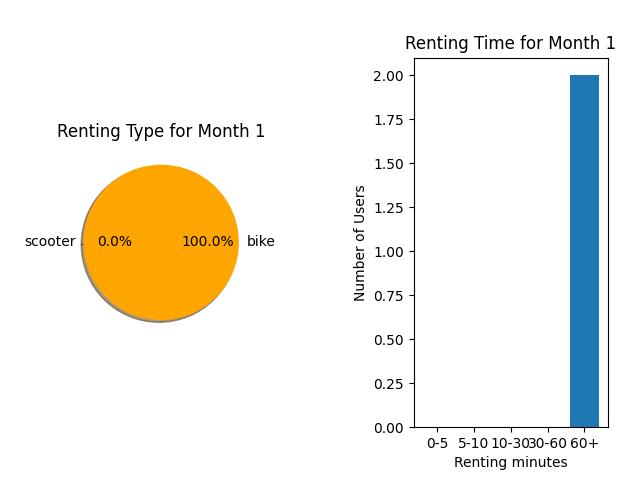 Renting Type for Month 1
scooter
0.0%
100.0%
bike
Renting Time for Month 1
Number of Users
2.00
1.75
1.50
1.25
1.00
0.75
0.50
0.25
0.00
0-5 5-10 10-30 30-60 60+
Renting minutes